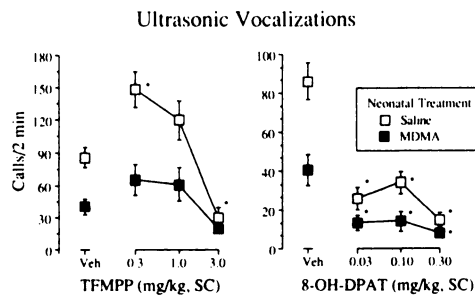 Ultrasonic Vocalizations
Calls/2 min
180
150
120
90
60
30
0
Veh
0.3
1.0
3.0
TFMPP (mg/kg, SC)
100
80
60
40
20
0
Veh
0.03
0.10
0.30
8-OH-DPAT (mg/kg, SC)
Neonatal Treatment
Saline
MDMA